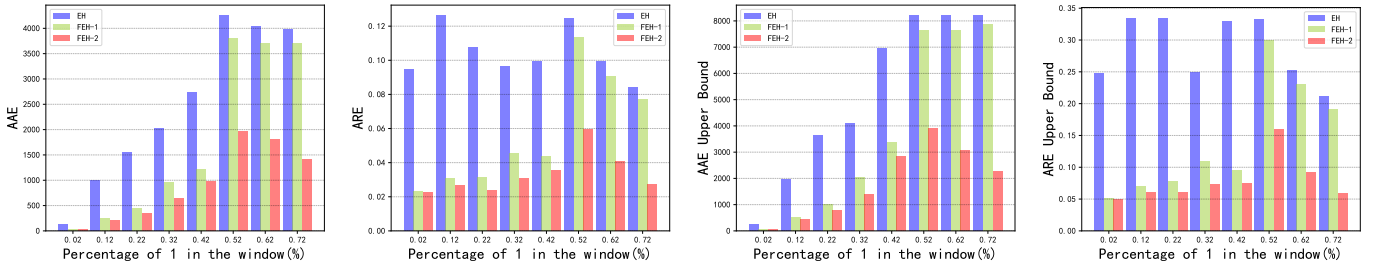 AAE
4000
3500
3000
2500
2000
1500
1000
500
0
EH
FEH-1
FEH-2
0.02 0.12 0.22 0.32 0.42 0.52 0.62 0.72
Percentage of 1 in the window(%)
ARE
0.12
0.10
0.08
0.06
0.04
0.02
0.00
EH
FEH-1
FEH-2
0.02 0.12 0.22 0.32 0.42 0.52 0.62 0.72
Percentage of 1 in the window(%)
AAE Upper Bound
8000
7000
6000
5000
4000
3000
2000
1000
0
EH
FEH-1
FEH-2
0.02 0.12 0.22 0.32 0.42 0.52 0.62 0.72
Percentage of 1 in the window(%)
ARE Upper Bound
0.35
0.30
0.25
0.20
0.15
0.10
0.05
0.00
EH
FEH-1
FEH-2
0.02 0.12 0.22 0.32 0.42 0.52 0.62 0.72
Percentage of 1 in the window(%)